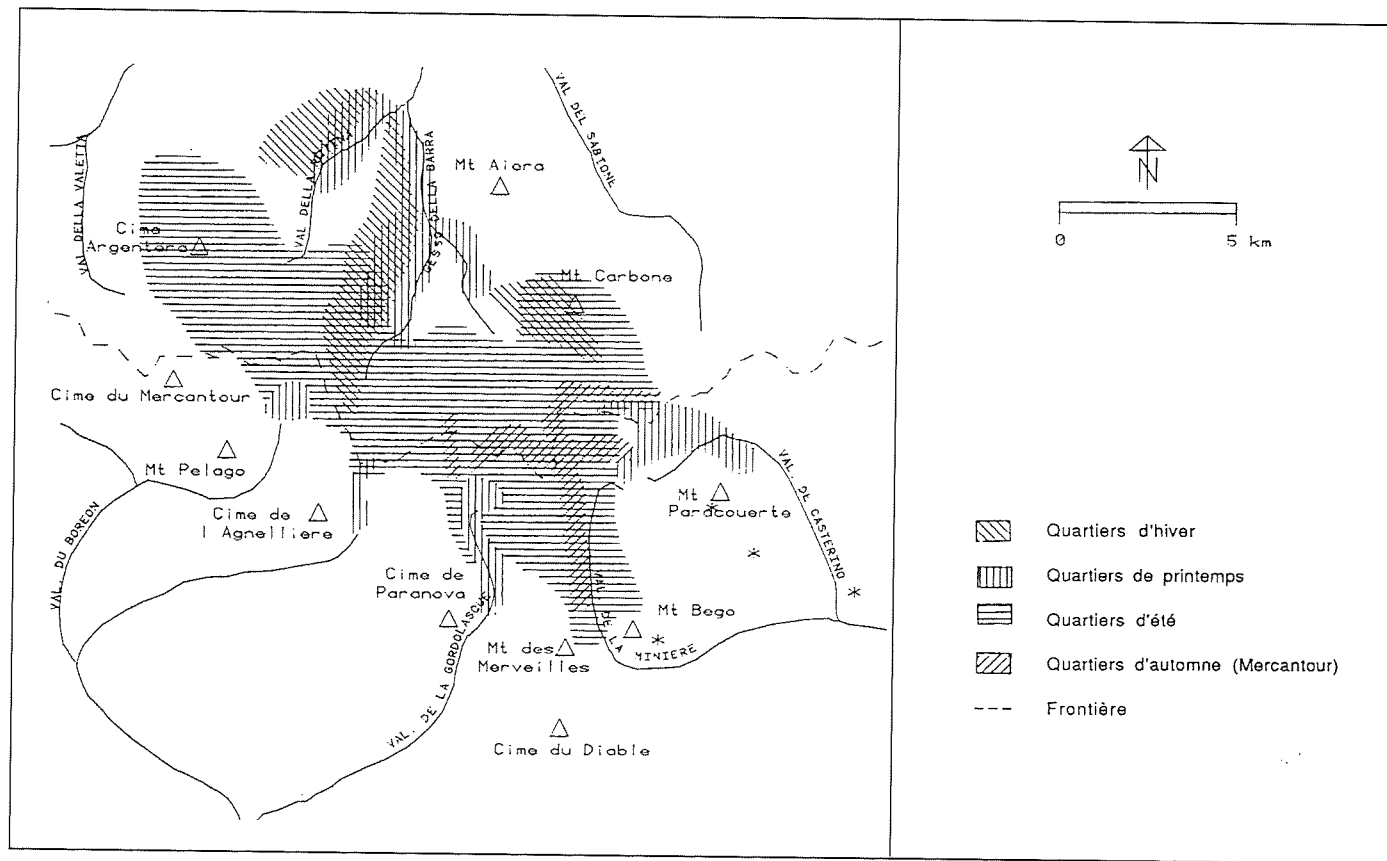 VAL DELLA VALETTA
VAL DELLA
GESSO DELLA BARRA
VAL DEL SABIONE
Mt Aiera
Cima
Argentera
Mt Carbone
Cime du Mercantour
Mt Pelago
Cime de
l Agnelliere
VAL. DU BOREON
Cime de
Paranova
VAL. DE LA GORDOLASQUE
Mt des
Merveilles
Cime du Diable
Mt
Paracouerte
VAL. DE CASTERINO
Mt Bego
VAL. DE LA MINIERE
N
0 5 km
Quartiers d'hiver
Quartiers de printemps
Quartiers d'été
Quartiers d'automne (Mercantour)
Frontière